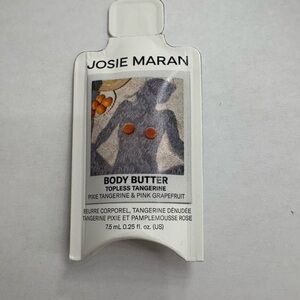 JOSIE MARAN
BODY BUTTER
TOPLESS TANGERINE
PIXIE TANGERINE & PINK GRAPEFRUIT
BEURRE CORPOREL, TANGERINE DÉNUDÉE
TANGERINE PIXIE ET PAMPLEMOUSSE ROSE
7.5 mL 0.25 fl. oz. (US)